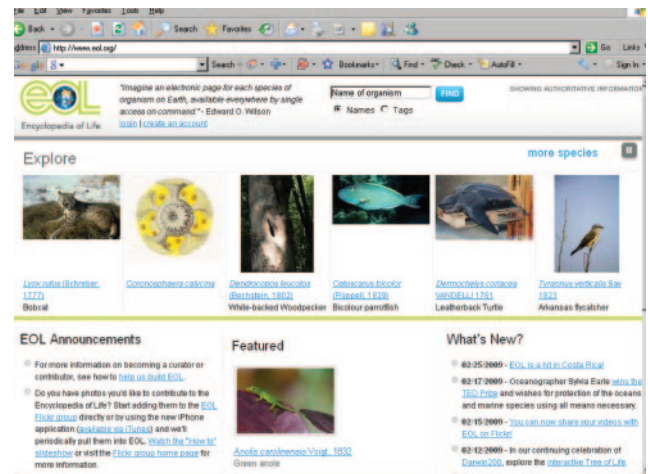 File Edit View Favorites Tools Help
Back Search Favorites
Address http://www.eol.org/ Go Links
Google Search Bookmarks Find Check AutoFill Sign In
EOL
Encyclopedia of Life
"Imagine an electronic page for each species of
organism on Earth, available everywhere by single
access on command." - Edward O. Wilson
login | create an account
Name of organism FIND
Names Tags
SHOWING AUTHORITATIVE INFORMATION
Explore
more species
Lynx rufus (Schreber,
1777)
Bobcat
Coronosphaera calycina
Dendrocopos leucotos
(Bechstein, 1802)
White-backed Woodpecker
Cetoscarus bicolor
(Rüppell, 1829)
Bicolour parrotfish
Dermochelys coriacea
VANDELLI 1761
Leatherback Turtle
Tyrannus verticalis Say
1823
Arkansas flycatcher
EOL Announcements
For more information on becoming a curator or
contributor, see how to help us build EOL.
Do you have photos you'd like to contribute to the
Encyclopedia of Life? Start adding them to the EOL
Flickr group directly or by using the new iPhone
application (available via iTunes) and we'll
periodically pull them into EOL. Watch the "How to"
slideshow or visit the Flickr group home page for
more information.
Featured
Anolis carolinensis Voigt, 1832
Green anole
What's New?
02/25/2009 - EOL is a hit in Costa Rica!
02/17/2009 - Oceanographer Sylvia Earle wins the
TED Prize and wishes for protection of the oceans
and marine species using all means necessary.
02/15/2009 - You can now share your videos with
EOL on Flickr!
02/12/2009 - In our continuing celebration of
Darwin200, explore the Interactive Tree of Life